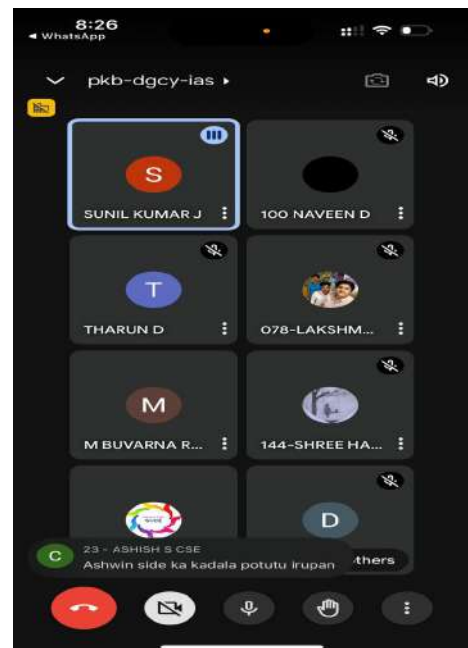 8:26
◀ WhatsApp
pkb-dgcy-ias ▸
S
SUNIL KUMAR J
100 NAVEEN D
T
THARUN D
078-LAKSHM...
M
M BUVARNA R...
144-SHREE HA...
D
thers
C
23 - ASHISH S CSE
Ashwin side ka kadala potutu irupan